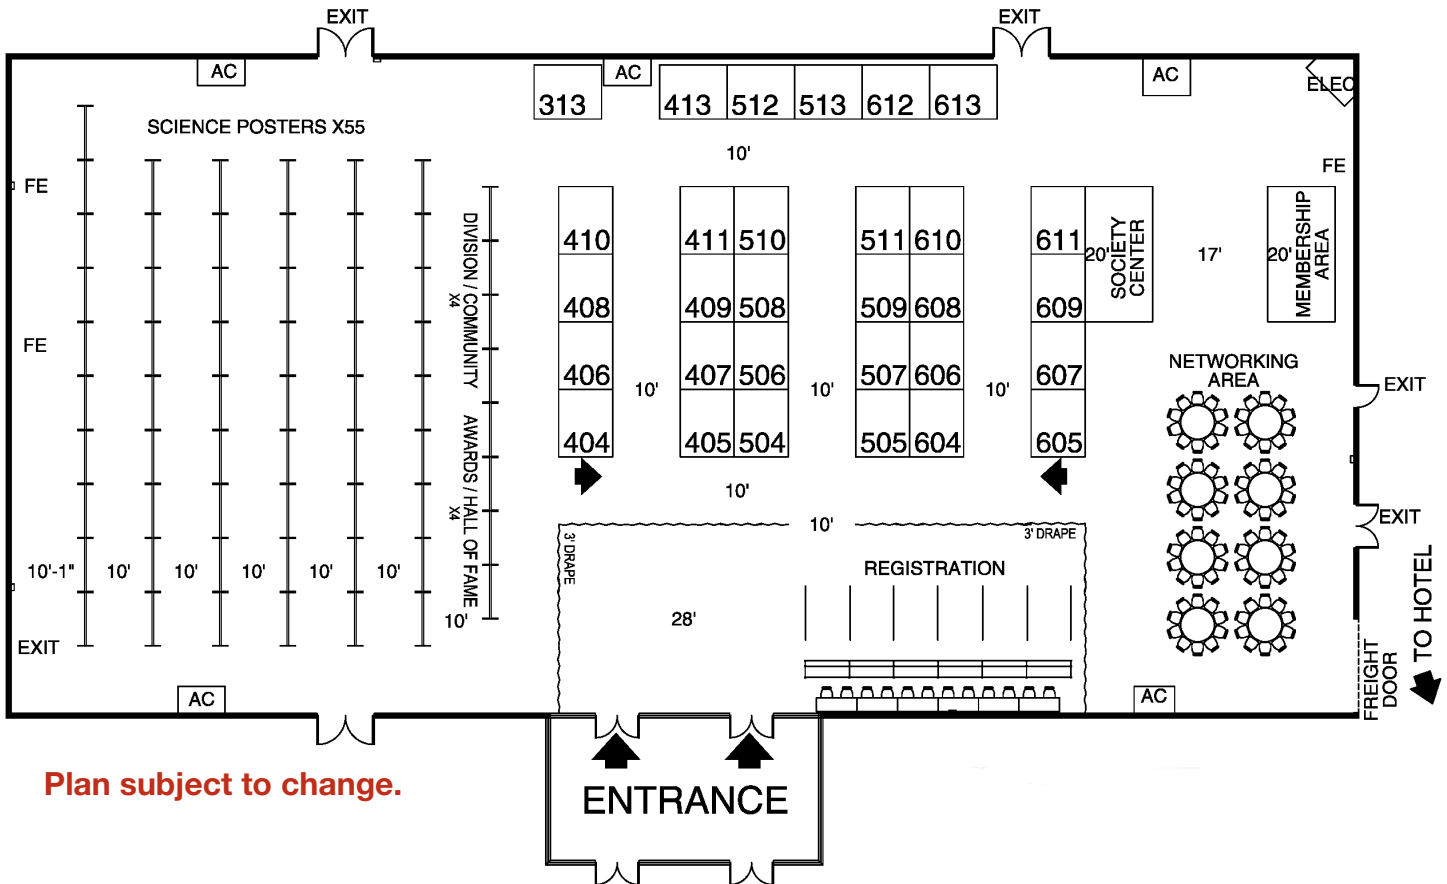 EXIT
EXIT
AC
AC
AC
ELEC
313
413
512
513
612
613
SCIENCE POSTERS X55
10'
FE
FE
DIVISION / COMMUNITY
X4
410
411
510
511
610
611
20'
SOCIETY
CENTER
17'
20'
MEMBERSHIP
AREA
408
409
508
509
608
609
FE
406
10'
407
506
10'
507
606
10'
607
NETWORKING
AREA
EXIT
404
405
504
505
604
605
AWARDS / HALL OF FAME
X4
10'
10'
EXIT
3' DRAPE
3' DRAPE
REGISTRATION
10'-1"
10'
10'
10'
10'
10'
10'
28'
EXIT
TO HOTEL
FREIGHT
DOOR
AC
AC
Plan subject to change.
ENTRANCE